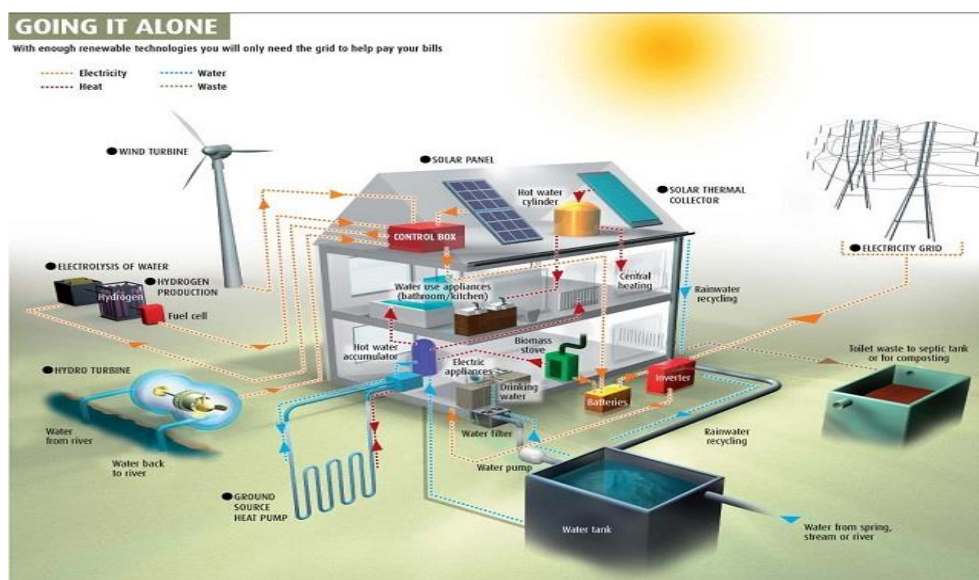 GOING IT ALONE
With enough renewable technologies you will only need the grid to help pay your bills
Electricity
Water
Heat
Waste
WIND TURBINE
SOLAR PANEL
Hot water
cylinder
SOLAR THERMAL
COLLECTOR
CONTROL BOX
ELECTRICITY GRID
ELECTROLYSIS OF WATER
HYDROGEN
PRODUCTION
Hydrogen
Fuel cell
Water use appliances
(bathroom/kitchen)
Central
heating
Rainwater
recycling
Hot water
accumulator
Biomass
stove
Electric
appliances
Toilet waste to septic tank
or for composting
HYDRO TURBINE
Drinking
water
Batteries
Inverter
Water
from river
Water filter
Rainwater
recycling
Water back
to river
Water pump
GROUND
SOURCE
HEAT PUMP
Water tank
Water from spring,
stream or river